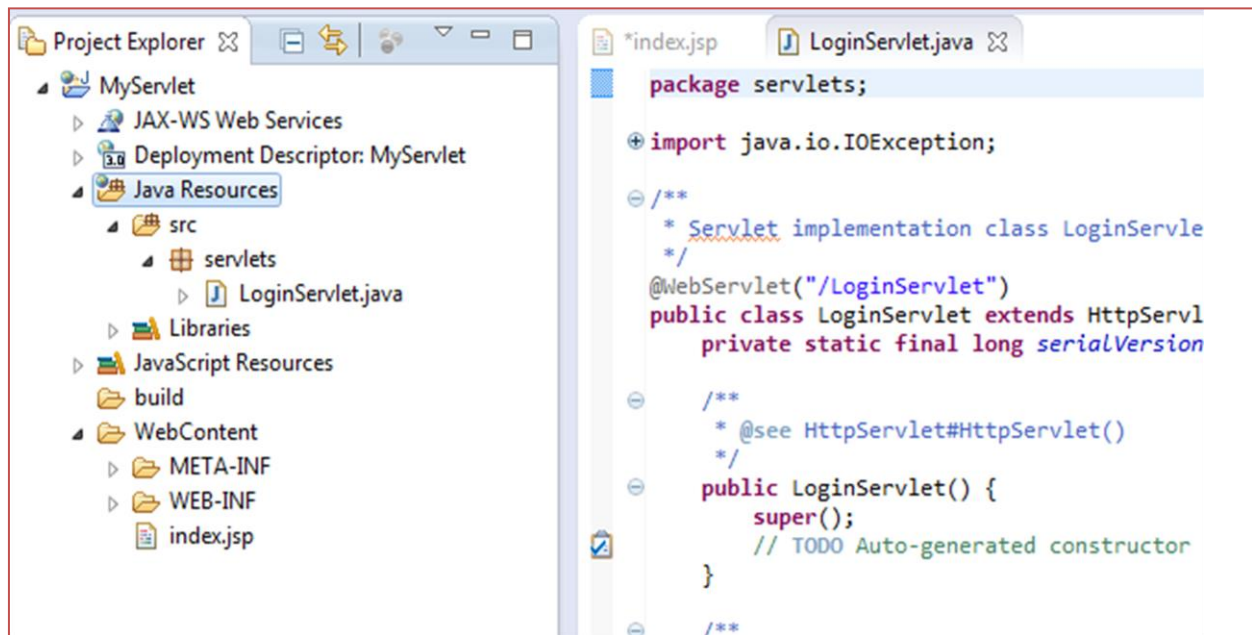 Project Explorer
MyServlet
JAX-WS Web Services
3.0 Deployment Descriptor: MyServlet
Java Resources
src
servlets
J LoginServlet.java
Libraries
JavaScript Resources
build
WebContent
META-INF
WEB-INF
index.jsp
*index.jsp J LoginServlet.java
package servlets;
import java.io.IOException;
/**
* Servlet implementation class LoginServle
*/
@WebServlet("/LoginServlet")
public class LoginServlet extends HttpServl
private static final long serialVersion
/**
* @see HttpServlet#HttpServlet()
*/
public LoginServlet() {
super();
// TODO Auto-generated constructor
}
/**